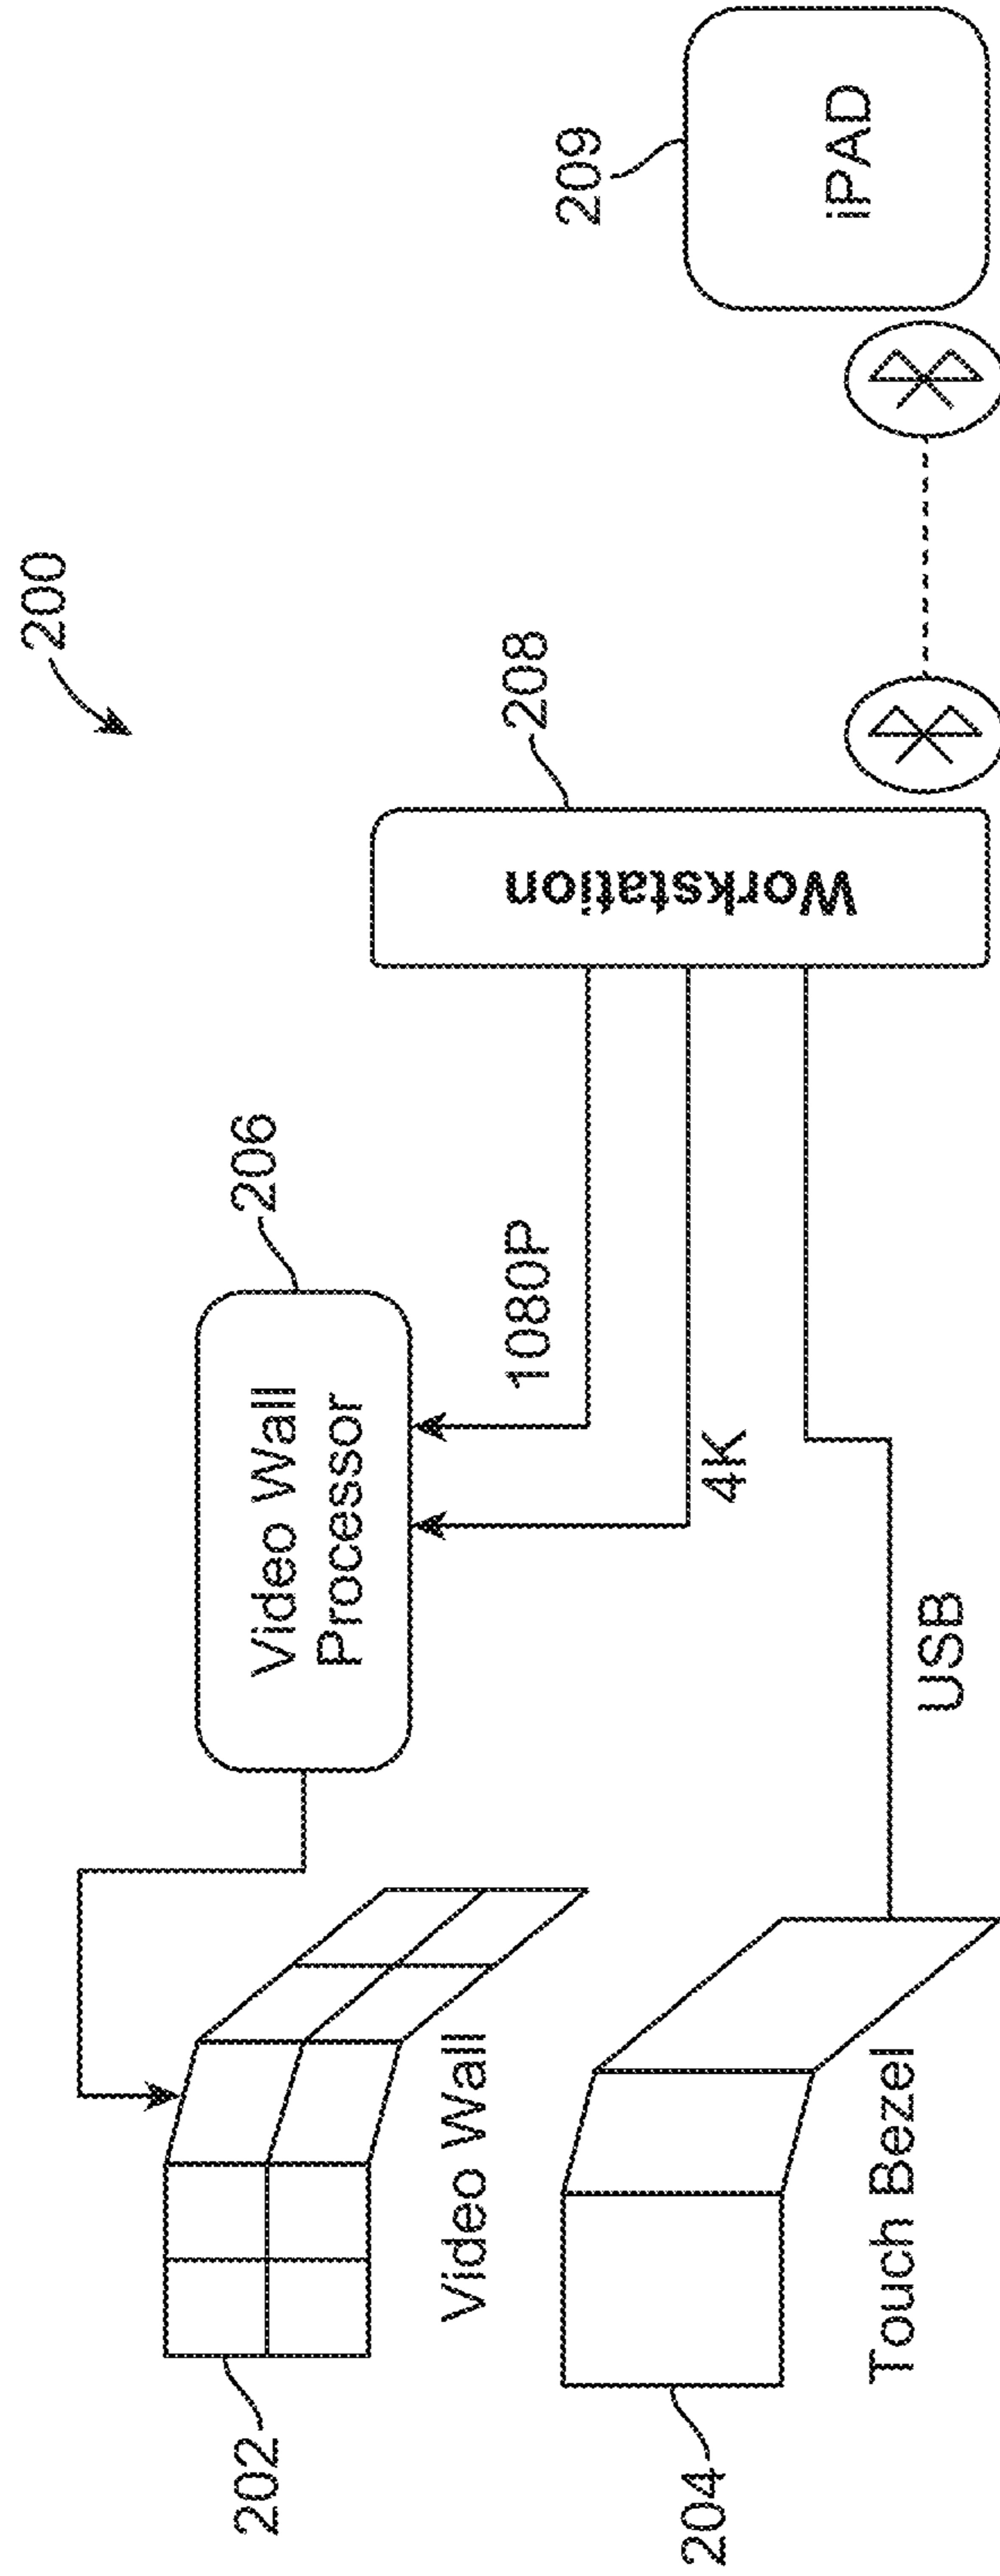 200
202
Video Wall
204
Touch Bezel
Video Wall
Processor
206
1080P
4K
USB
208
Workstation
209
iPAD